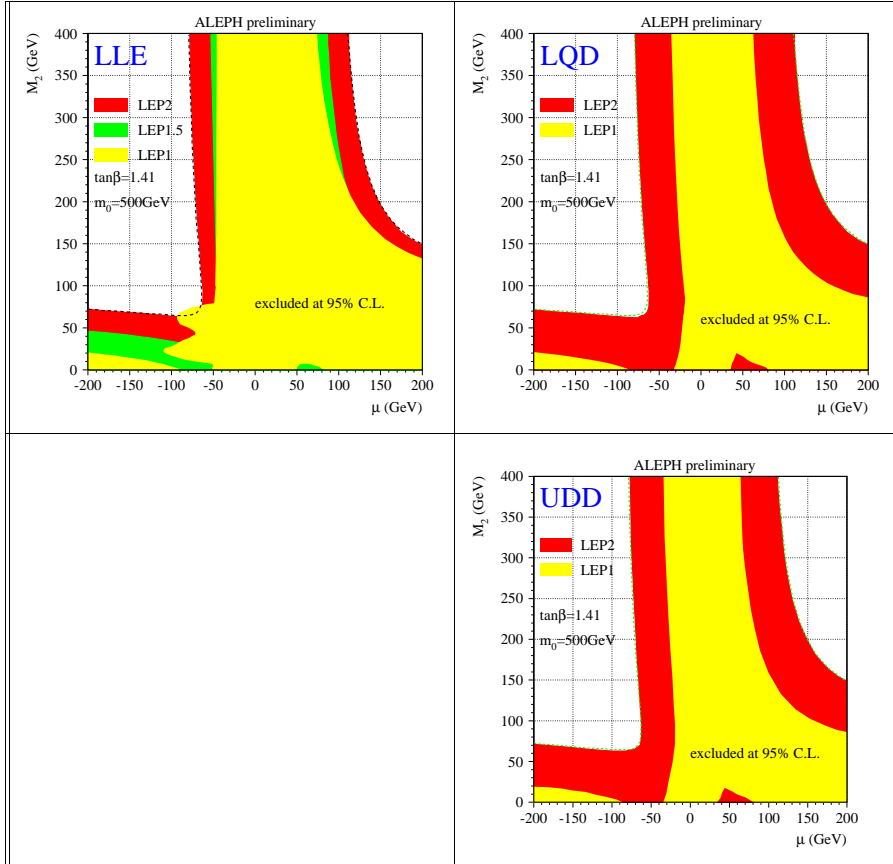 ALEPH preliminary
M2 (GeV)
400
350
300
250
200
150
100
50
0
LLE
LEP2
LEP1.5
LEP1
tanβ=1.41
m0=500GeV
excluded at 95% C.L.
-200 -150 -100 -50 0 50 100 150 200
μ (GeV)
ALEPH preliminary
M2 (GeV)
400
350
300
250
200
150
100
50
0
LQD
LEP2
LEP1
tanβ=1.41
m0=500GeV
excluded at 95% C.L.
-200 -150 -100 -50 0 50 100 150 200
μ (GeV)
ALEPH preliminary
M2 (GeV)
400
350
300
250
200
150
100
50
0
UDD
LEP2
LEP1
tanβ=1.41
m0=500GeV
excluded at 95% C.L.
-200 -150 -100 -50 0 50 100 150 200
μ (GeV)